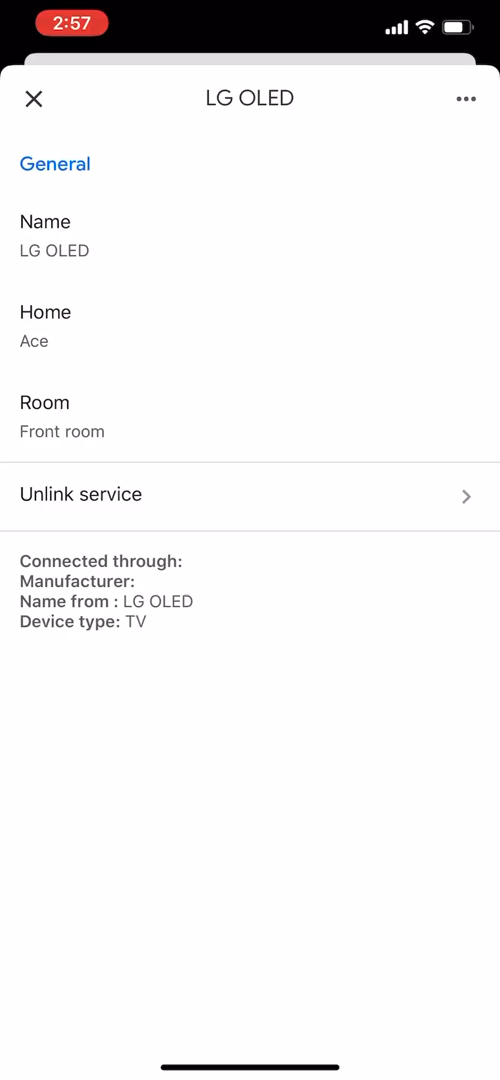 2:57
LG OLED
General
Name
LG OLED
Home
Ace
Room
Front room
Unlink service
Connected through:
Manufacturer:
Name from : LG OLED
Device type: TV